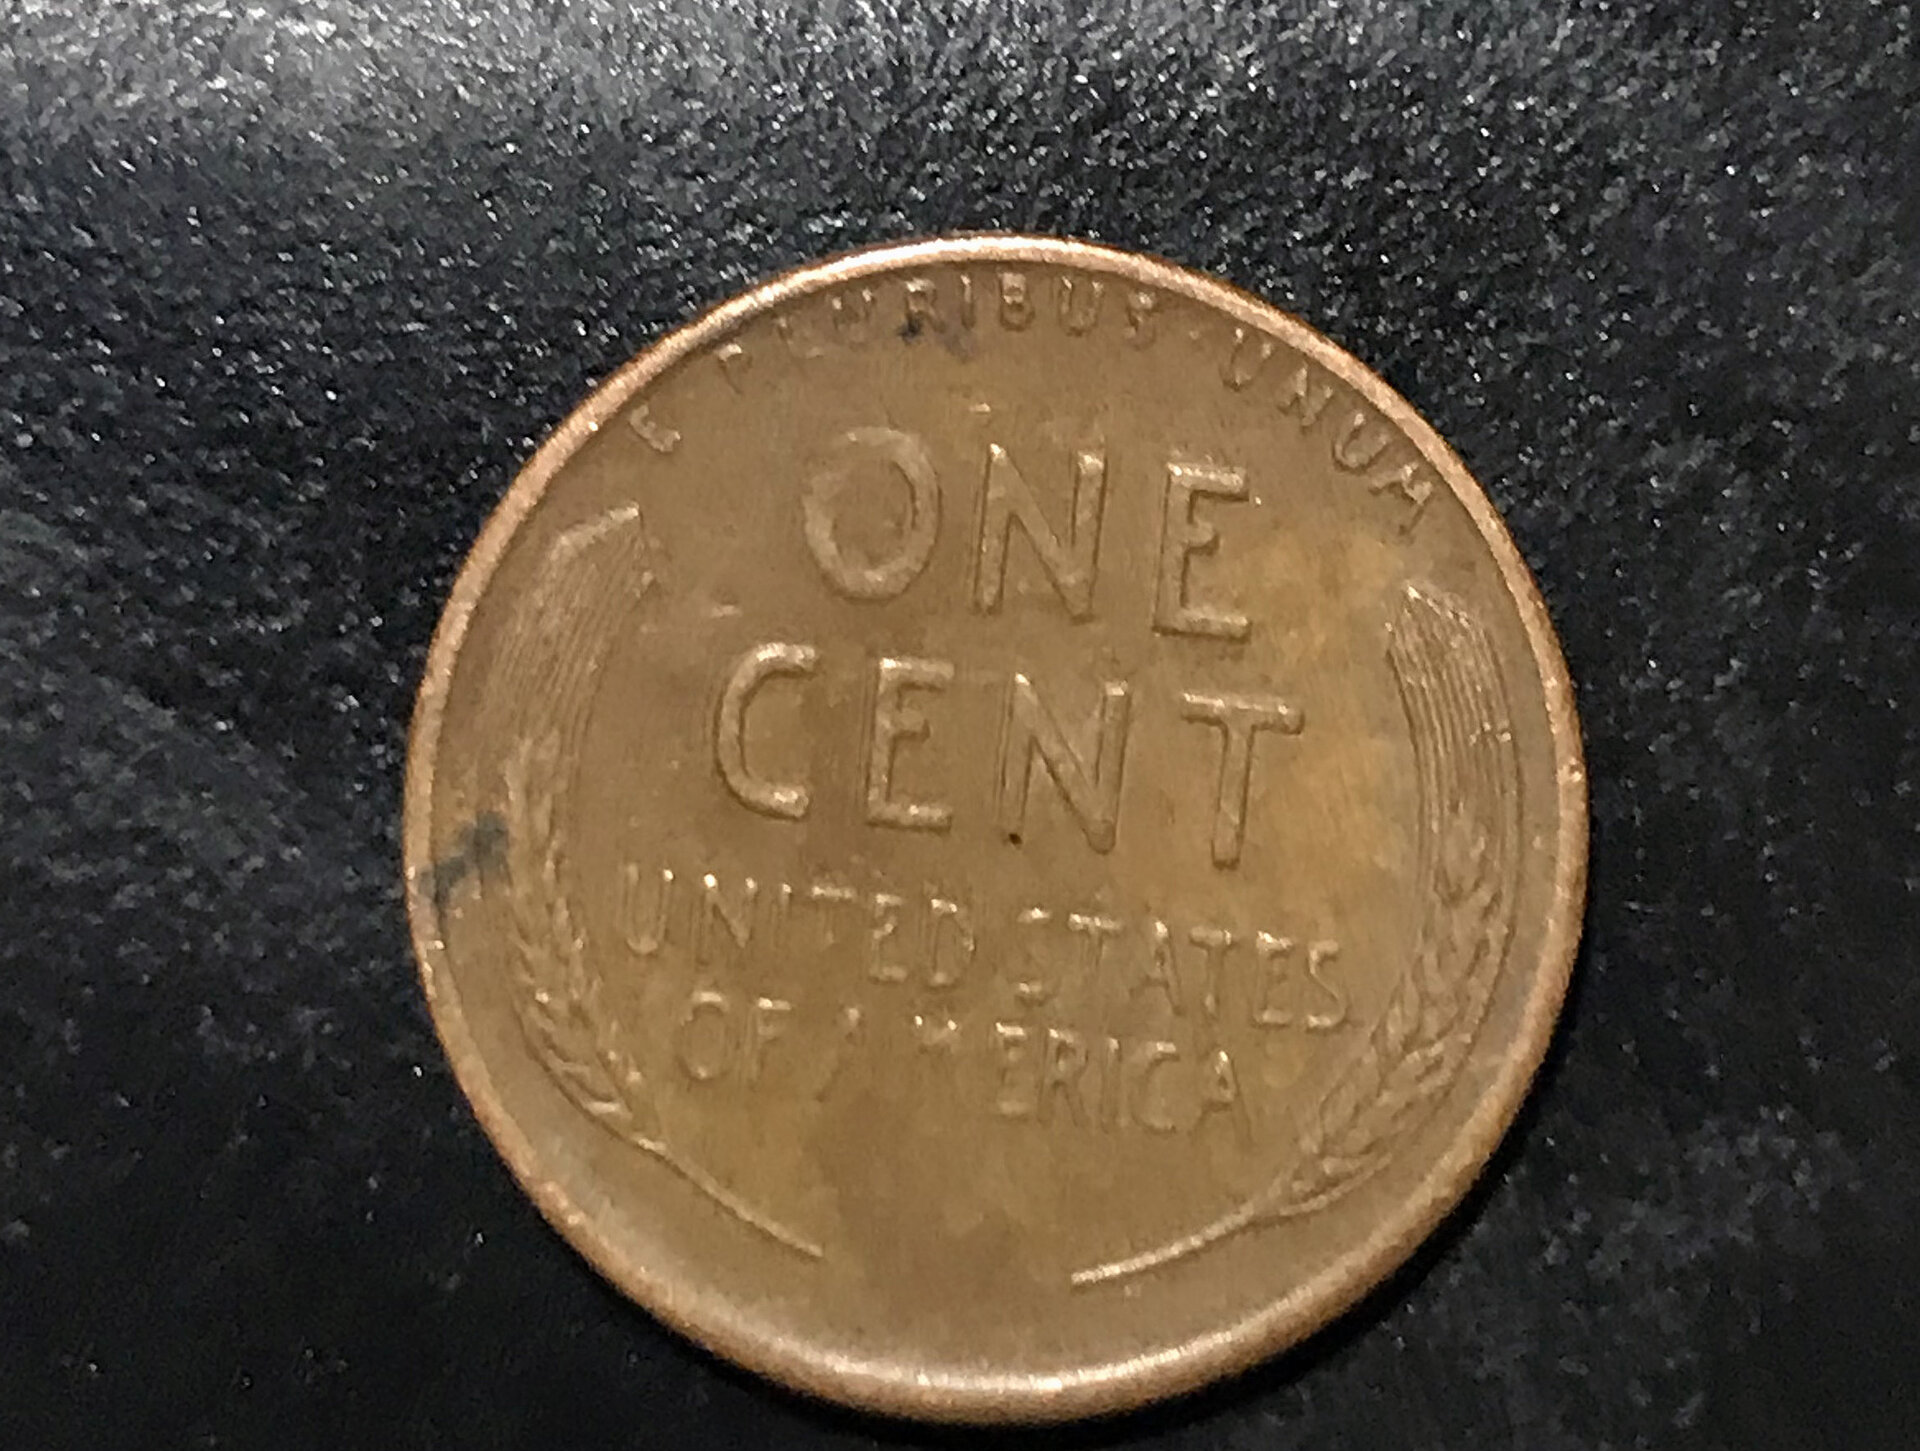 E PLURIBUS · UNUM
ONE
CENT
UNITED STATES
OF AMERICA